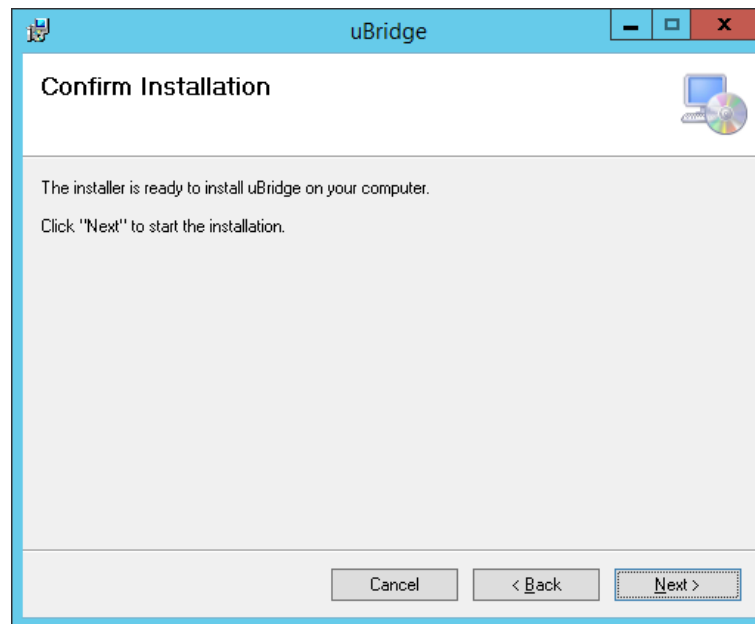 uBridge
Confirm Installation
The installer is ready to install uBridge on your computer.
Click "Next" to start the installation.
Cancel
< Back
Next >